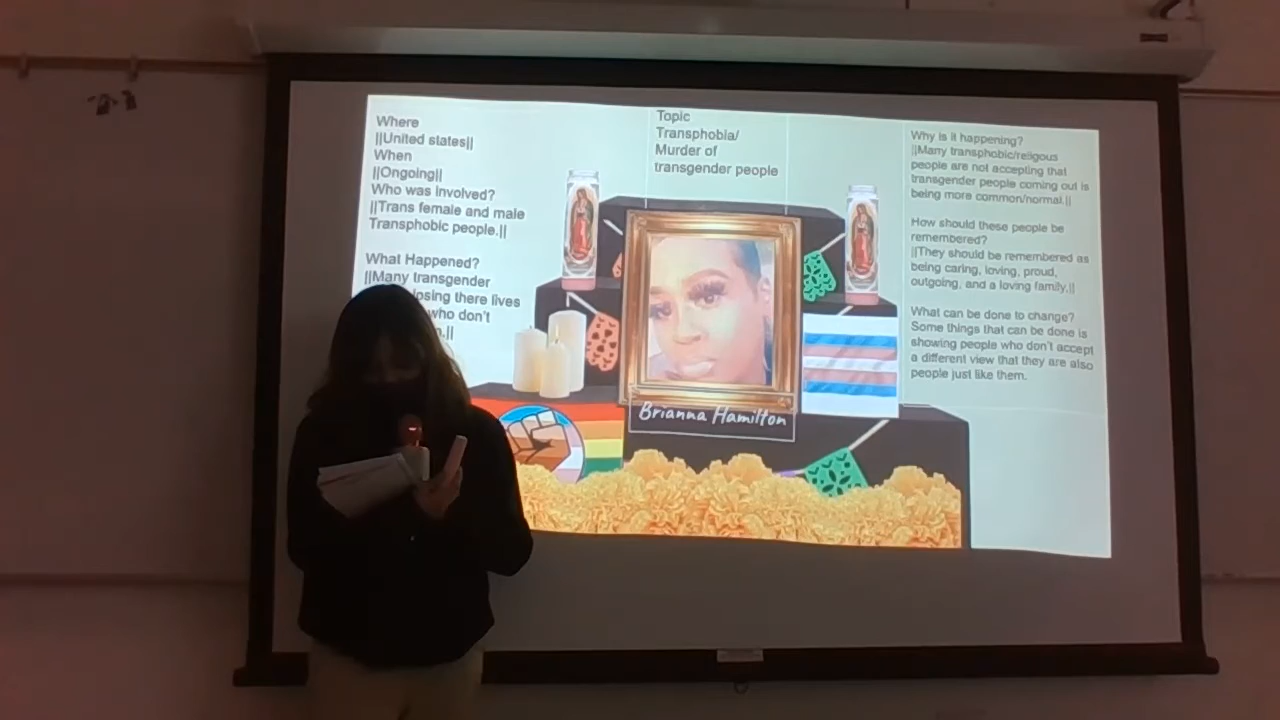 Where
||United states||
When
||Ongoing||
Who was involved?
||Trans female and male
Transphobic people.||
What Happened?
||Many transgender
losing there lives
who don't
.||
Topic
Transphobia/
Murder of
transgender people
Brianna Hamilton
Why is it happening?
||Many transphobic/religous
people are not accepting that
transgender people coming out is
being more common/normal.||
How should these people be
remembered?
||They should be remembered as
being caring, loving, proud,
outgoing, and a loving family.||
What can be done to change?
Some things that can be done is
showing people who don't accept
a different view that they are also
people just like them.